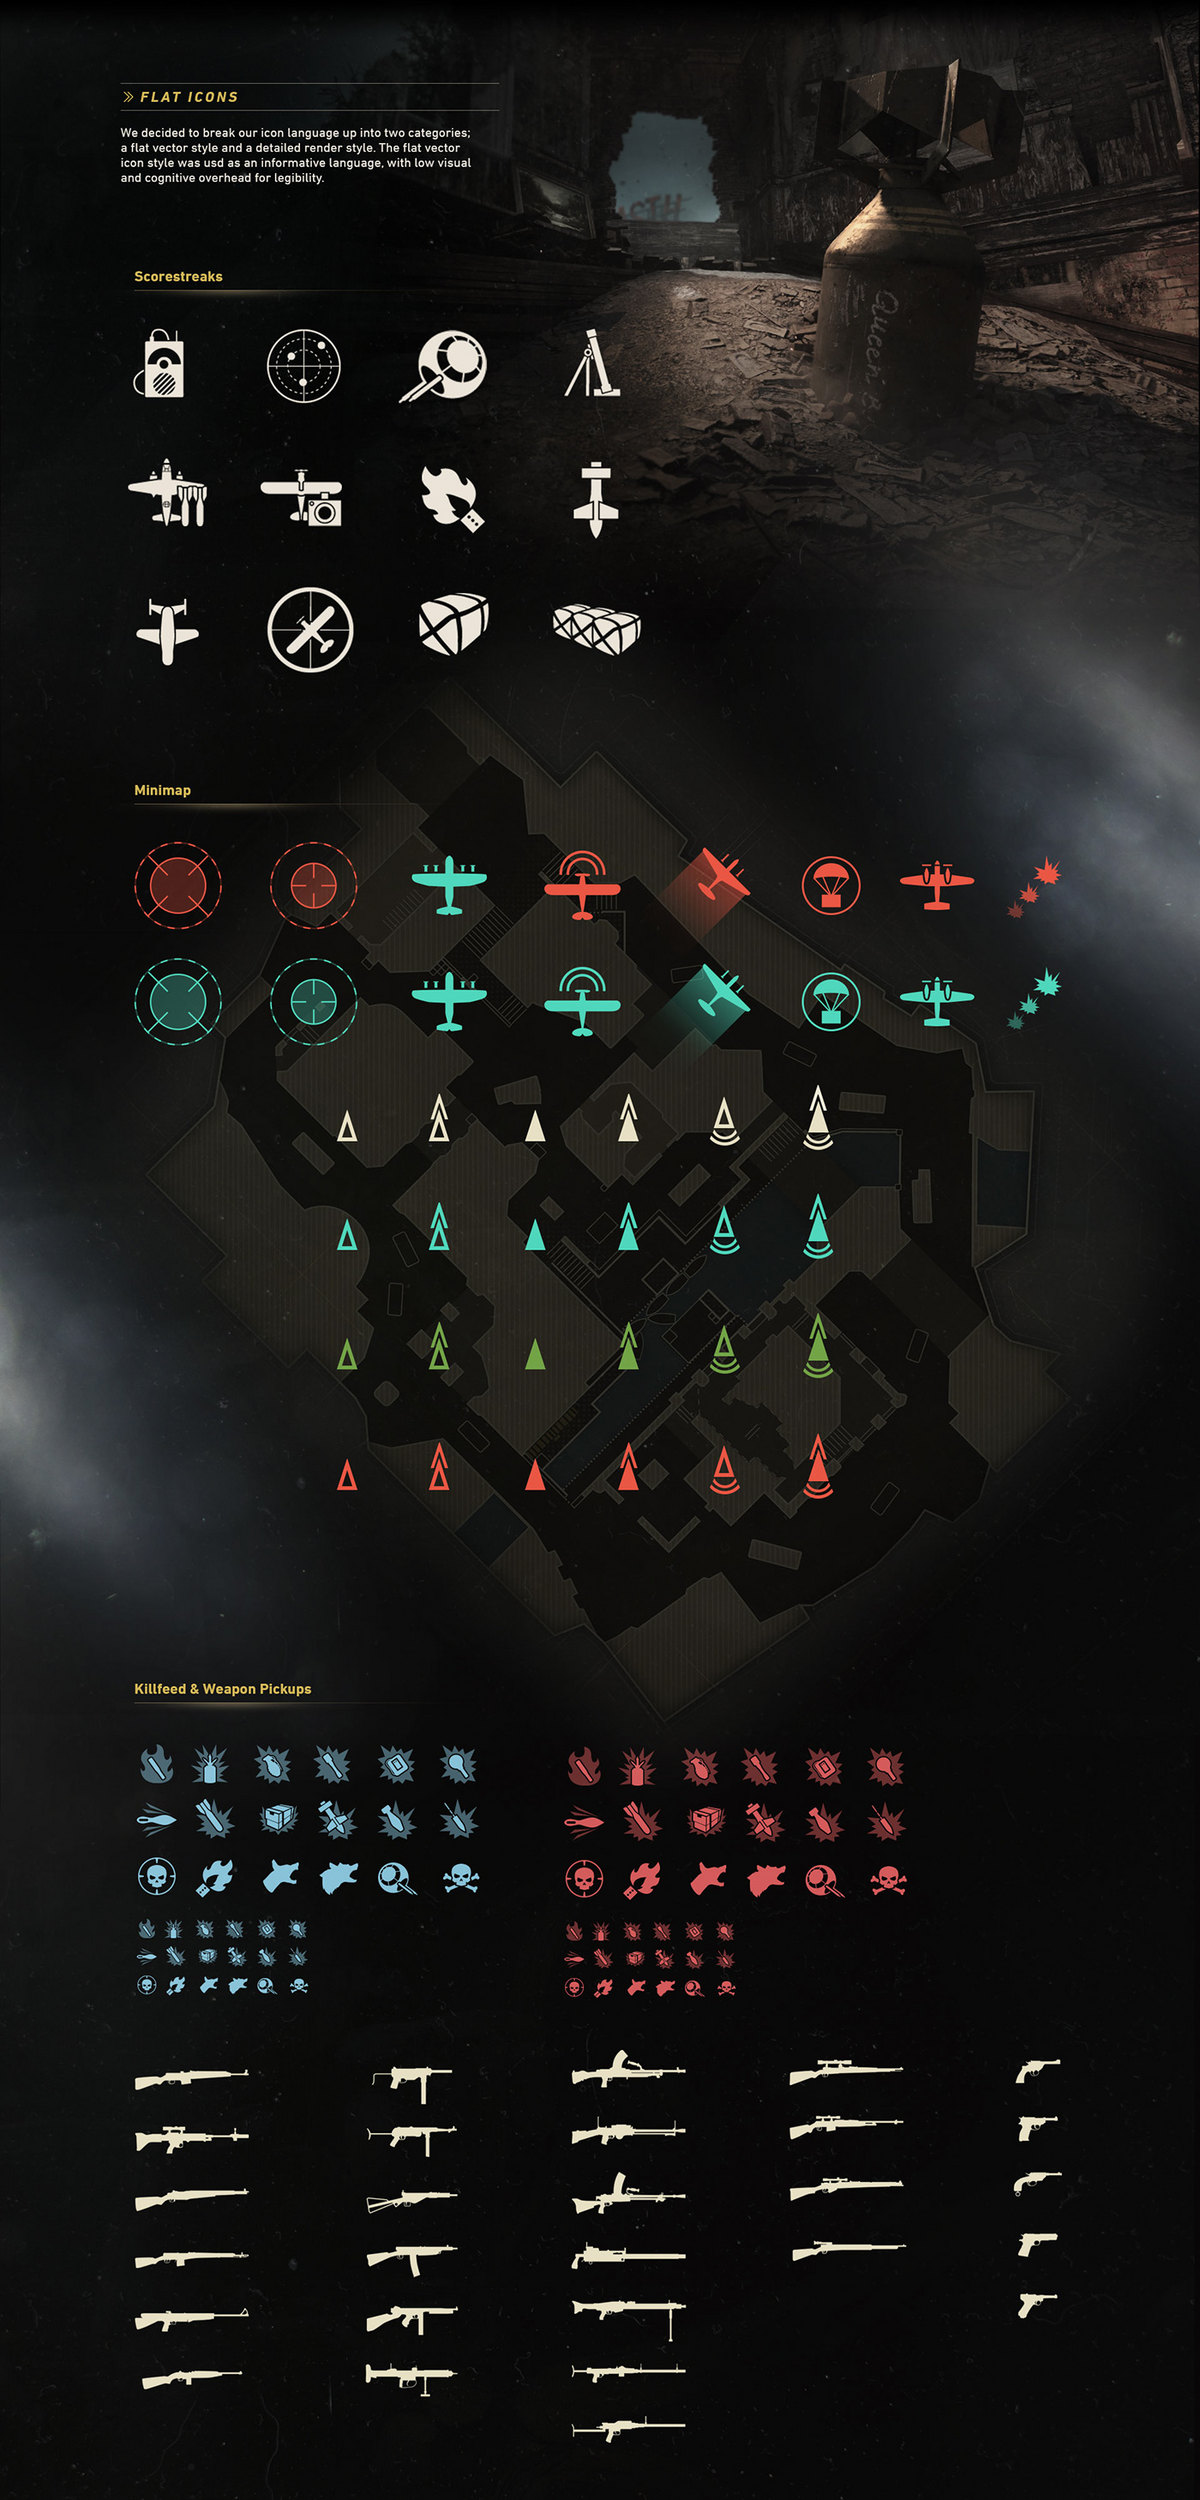 FLAT ICONS
We decided to break our icon language up into two categories;
a flat vector style and a detailed render style. The flat vector
icon style was usd as an informative language, with low visual
and cognitive overhead for legibility.
Queen B
Scorestreaks
Minimap
Killfeed & Weapon Pickups